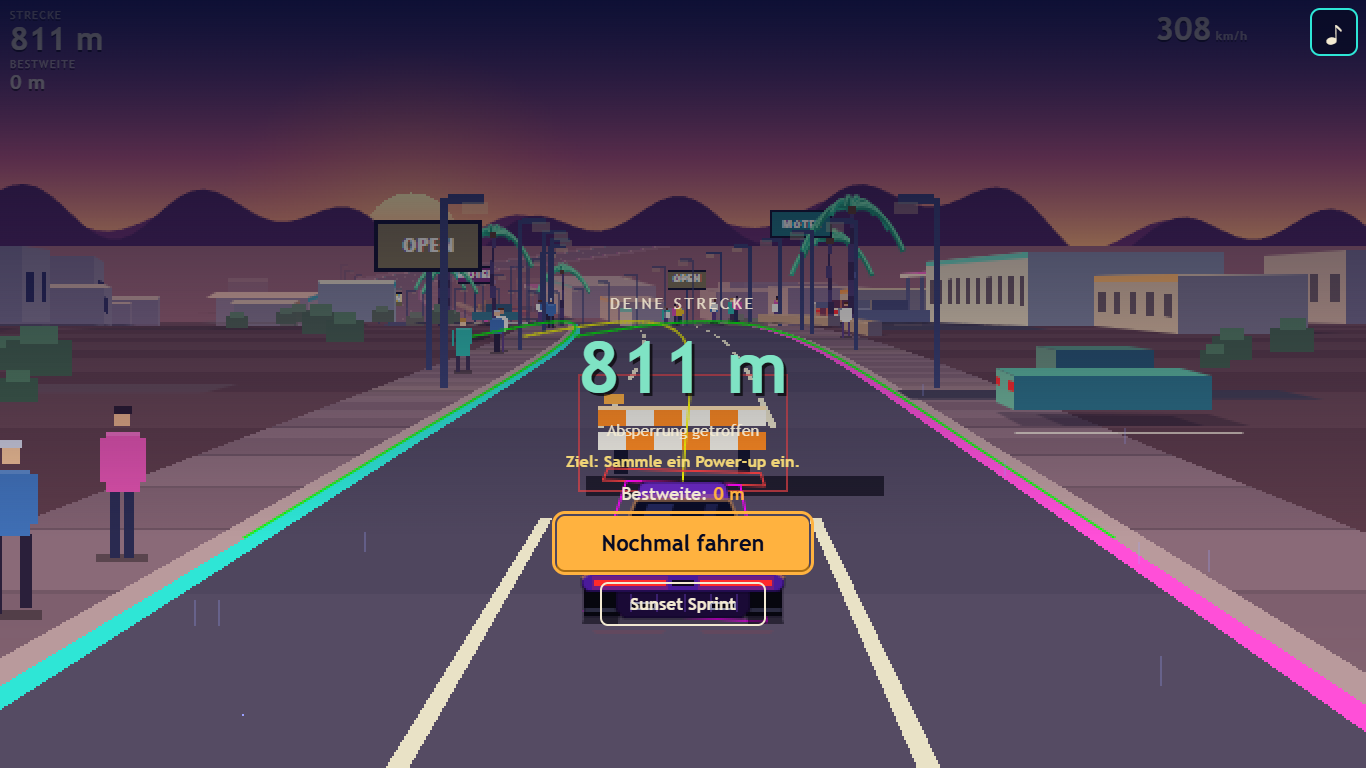 STRECKE
811 m
BESTWEITE
0 m
308 km/h
♪
OPEN
MOTEL
OPEN
DEINE STRECKE
811 m
Absperrung getroffen
Ziel: Sammle ein Power-up ein.
Bestweite: 0 m
Nochmal fahren
Sunset Sprint